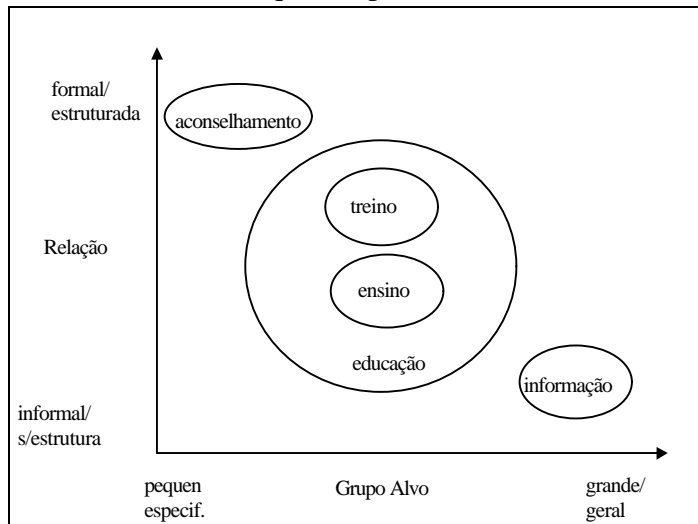 formal/
estruturada
aconselhamento
treino
Relação
ensino
educação
informação
informal/
s/estrutura
pequen
especif.
Grupo Alvo
grande/
geral